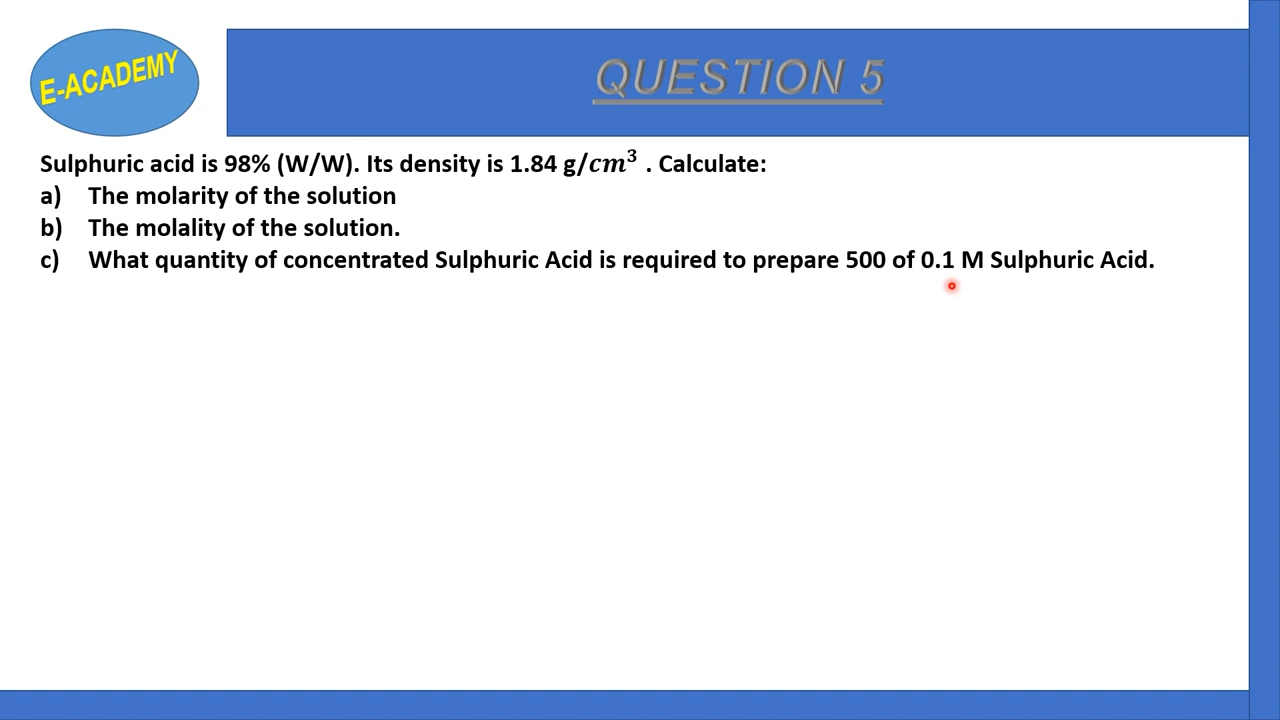 E-ACADEMY
QUESTION 5
Sulphuric acid is 98% (W/W). Its density is 1.84 g/𝒄𝒎³ . Calculate:
a) The molarity of the solution
b) The molality of the solution.
c) What quantity of concentrated Sulphuric Acid is required to prepare 500 of 0.1 M Sulphuric Acid.